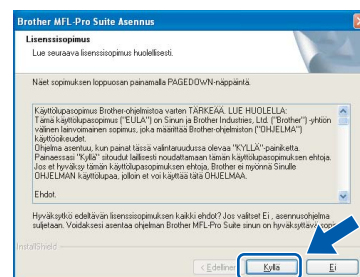 Brother MFL-Pro Suite Asennus
Lisenssisopimus
Lue seuraava lisenssisopimus huolellisesti.
Näet sopimuksen loppuosan painamalla PAGEDOWN-näppäintä.
Käyttölupasopimus Brother-ohjelmistoa varten TÄRKEÄÄ. LUE HUOLELLA:
Tämä käyttölupasopimus ("EULA") on Sinun ja Brother Industries, Ltd. ("Brother") -yhtiön
välinen lainvoimainen sopimus, joka määrittää Brother-ohjelmiston ("OHJELMA")
käyttöoikeudet.
Ohjelma asentuu, kun painat tässä valintaruudussa olevaa "KYLLÄ"-painiketta.
Painaessasi "Kyllä" sitoudut laillisesti noudattamaan tämän käyttölupasopimuksen ehtoja.
Jos et hyväksy tämän käyttölupasopimuksen ehtoja, Brother ei myönnä Sinulle
OHJELMAN käyttölupaa, jolloin et voi käyttää tätä OHJELMAA.
Ehdot.
Hyväksytkö edeltävän lisenssisopimuksen kaikki ehdot? Jos valitset Ei , asennusohjelma
suljetaan. Voidaksesi asentaa ohjelman Brother MFL-Pro Suite sinun on hyväksyttävä
InstallShield
< Edellinen Kyllä Ei